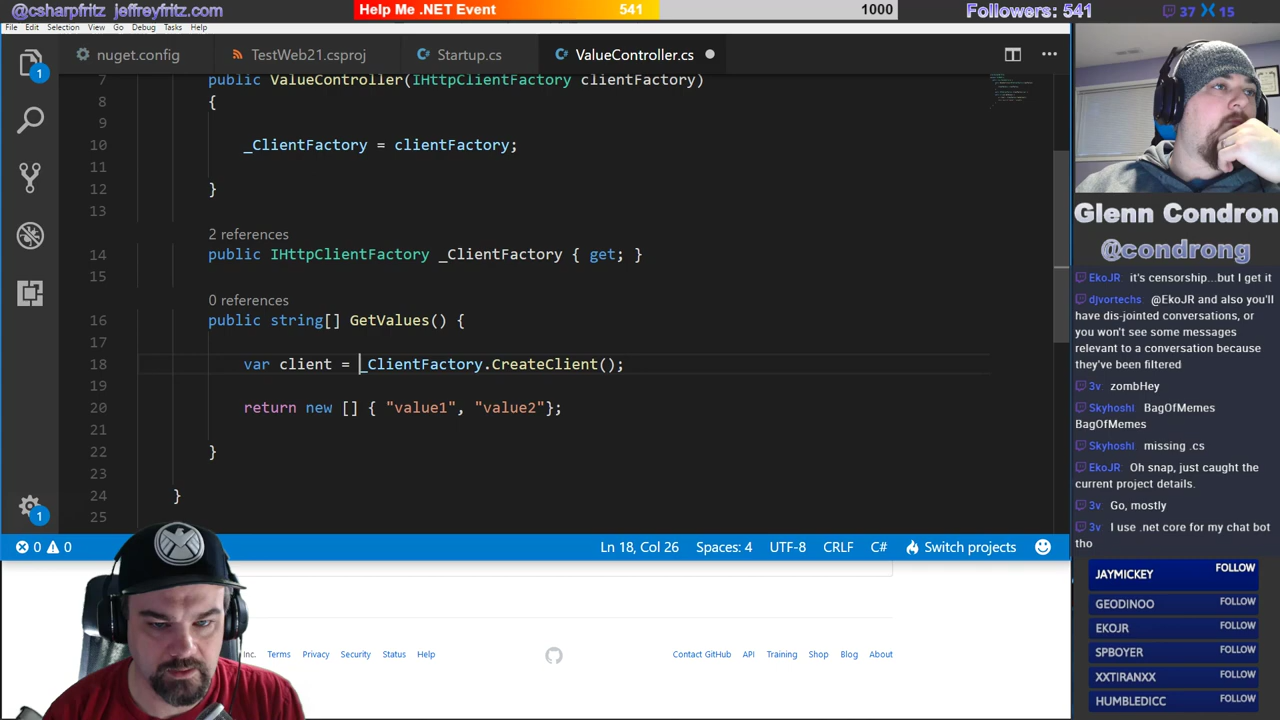 @csharpfritz jeffreyfritz.com
Help Me .NET Event 541 1000
Followers: 541
37 15
File Edit Selection View Go Debug Tasks Help
nuget.config
TestWeb21.csproj
Startup.cs
ValueController.cs
7 public ValueController(IHttpClientFactory clientFactory)
8 {
9
10 _ClientFactory = clientFactory;
11
12 }
13
2 references
14 public IHttpClientFactory _ClientFactory { get; }
15
0 references
16 public string[] GetValues() {
17
18 var client = _ClientFactory.CreateClient();
19
20 return new [] { "value1", "value2"};
21
22 }
23
24 }
25
1
1
0 0
Ln 18, Col 26 Spaces: 4 UTF-8 CRLF C# Switch projects
Inc. Terms Privacy Security Status Help
Contact GitHub API Training Shop Blog About
Glenn Condron
@condrong
EkoJR it's censorship...but I get it
djvortechs @EkoJR and also you'll
have dis-jointed conversations, or
you won't see some messages
relevant to a conversation because
they've been filtered
3v zombHey
Skyhoshi BagOfMemes
BagOfMemes
Skyhoshi missing .cs
EkoJR Oh snap, just caught the
current project details.
3v Go, mostly
3v I use .net core for my chat bot
tho
JAYMICKEY FOLLOW
GEODINOO FOLLOW
EKOJR FOLLOW
SPBOYER FOLLOW
XXTIRANXX FOLLOW
HUMBLEDICC FOLLOW